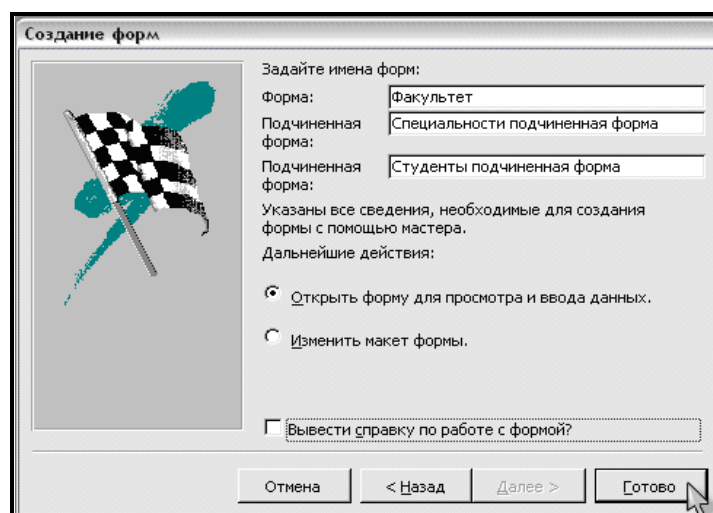 Создание форм
Задайте имена форм:
Форма:
Факультет
Подчиненная форма:
Специальности подчиненная форма
Подчиненная форма:
Студенты подчиненная форма
Указаны все сведения, необходимые для создания
формы с помощью мастера.
Дальнейшие действия:
Открыть форму для просмотра и ввода данных.
Изменить макет формы.
Вывести справку по работе с формой?
Отмена
< Назад
Далее >
Готово